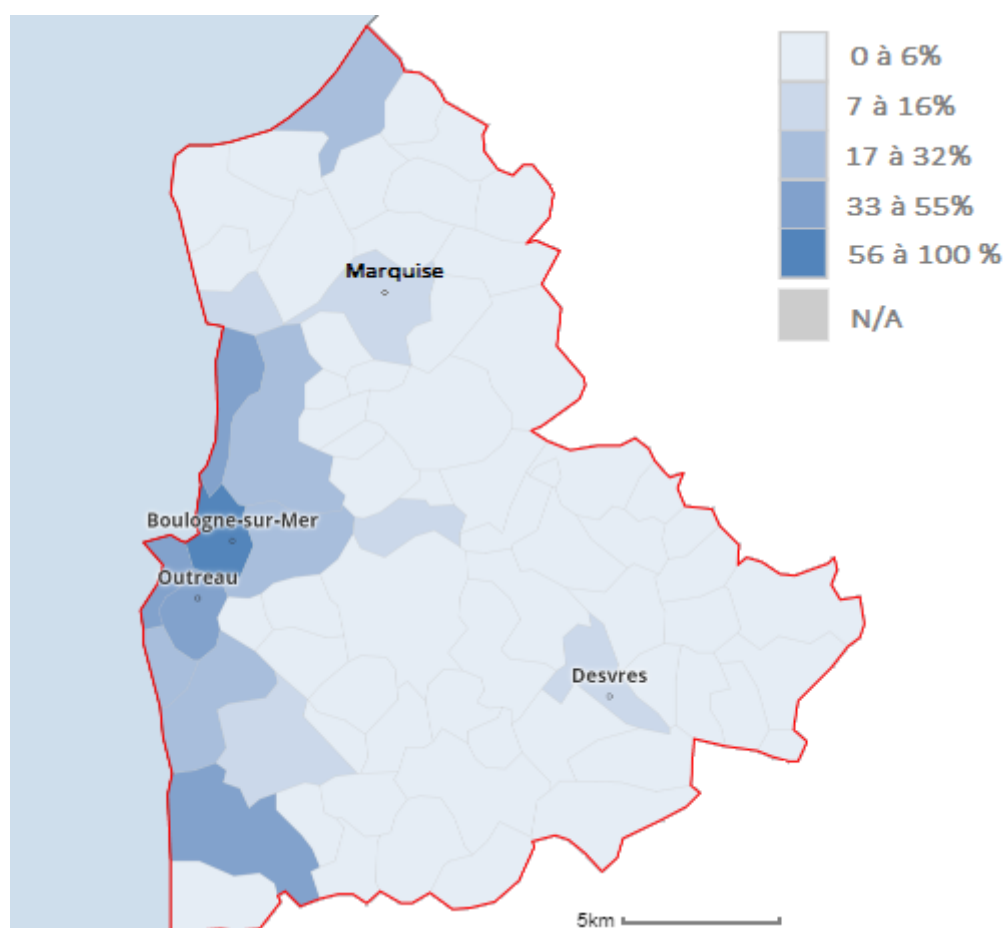 0 à 6%
7 à 16%
17 à 32%
33 à 55%
56 à 100 %
N/A
Marquise
Boulogne-sur-Mer
Outreau
Desvres
5km